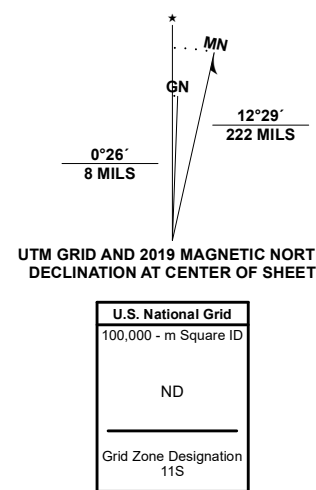 ★
MN
GN
12°29´
222 MILS
0°26´
8 MILS
UTM GRID AND 2019 MAGNETIC NORT
DECLINATION AT CENTER OF SHEET
U.S. National Grid
100,000 - m Square ID
ND
Grid Zone Designation
11S